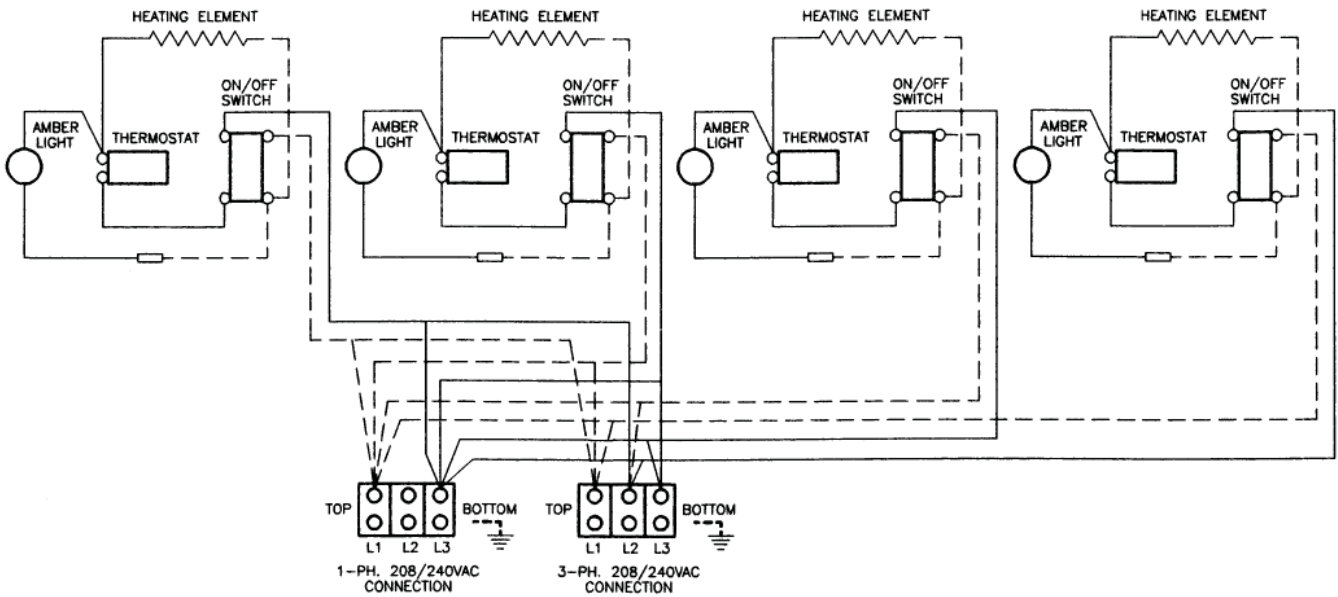 HEATING ELEMENT
HEATING ELEMENT
HEATING ELEMENT
HEATING ELEMENT
ON/OFF
SWITCH
AMBER
LIGHT
THERMOSTAT
ON/OFF
SWITCH
AMBER
LIGHT
THERMOSTAT
ON/OFF
SWITCH
AMBER
LIGHT
THERMOSTAT
ON/OFF
SWITCH
AMBER
LIGHT
THERMOSTAT
TOP
BOTTOM
L1 L2 L3
1-PH. 208/240VAC
CONNECTION
TOP
BOTTOM
L1 L2 L3
3-PH. 208/240VAC
CONNECTION